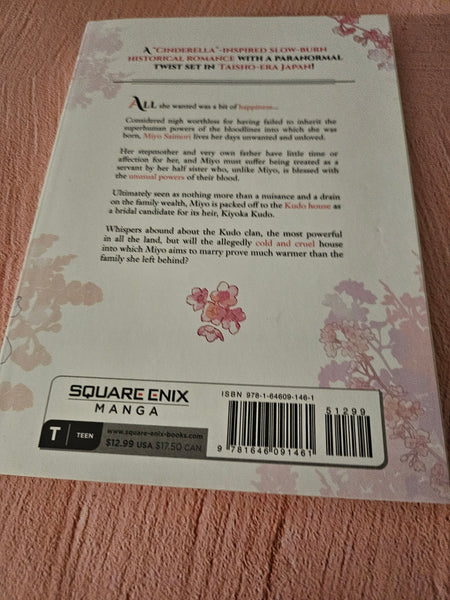 A "CINDERELLA"-INSPIRED SLOW-BURN
HISTORICAL ROMANCE WITH A PARANORMAL
TWIST SET IN TAISHO-ERA JAPAN!
ALL she wanted was a bit of happiness...
Considered nigh worthless for having failed to inherit the
superhuman powers of the bloodlines into which she was
born, Miyo Saimori lives her days unwanted and unloved.
Her stepmother and very own father have little time or
affection for her, and Miyo must suffer being treated as a
servant by her half sister who, unlike Miyo, is blessed with
the unusual powers of their blood.
Ultimately seen as nothing more than a nuisance and a drain
on the family wealth, Miyo is packed off to the Kudo house as
a bridal candidate for its heir, Kiyoka Kudo.
Whispers abound about the Kudo clan, the most powerful
in all the land, but will the allegedly cold and cruel house
into which Miyo aims to marry prove much warmer than the
family she left behind?
SQUARE ENIX
MANGA
T TEEN
www.square-enix-books.com
$12.99 USA $17.50 CAN
ISBN 978-1-64609-146-1
51299
9 781646 091461